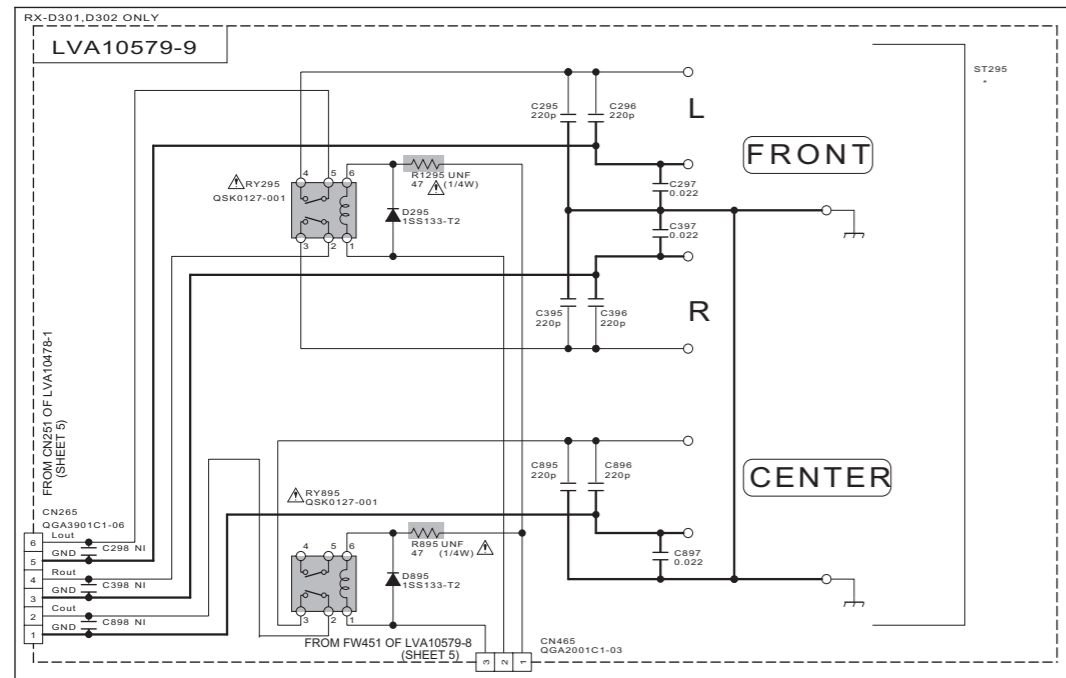 RX-D301,D302 ONLY
LVA10579-9
ST295
C295
220p
C296
220p
L
FRONT
4 5 6
RY295
QSK0127-001
R1295 UNF
47 (1/4W)
C297
0.022
D295
1SS133-T2
C397
0.022
3 2 1
C395
220p
C396
220p
R
FROM CN251 OF LVA10478-1
(SHEET 5)
C895
220p
C896
220p
CENTER
RY895
QSK0127-001
CN265
QGA3901C1-06
6 Lout
C298 NI
5 GND
4 Rout
C398 NI
3 GND
2 Cout
C898 NI
1 GND
4 5 6
R895 UNF
47 (1/4W)
D895
1SS133-T2
C897
0.022
3 2 1
FROM FW451 OF LVA10579-8
(SHEET 5)
3 2 1
CN465
QGA2001C1-03